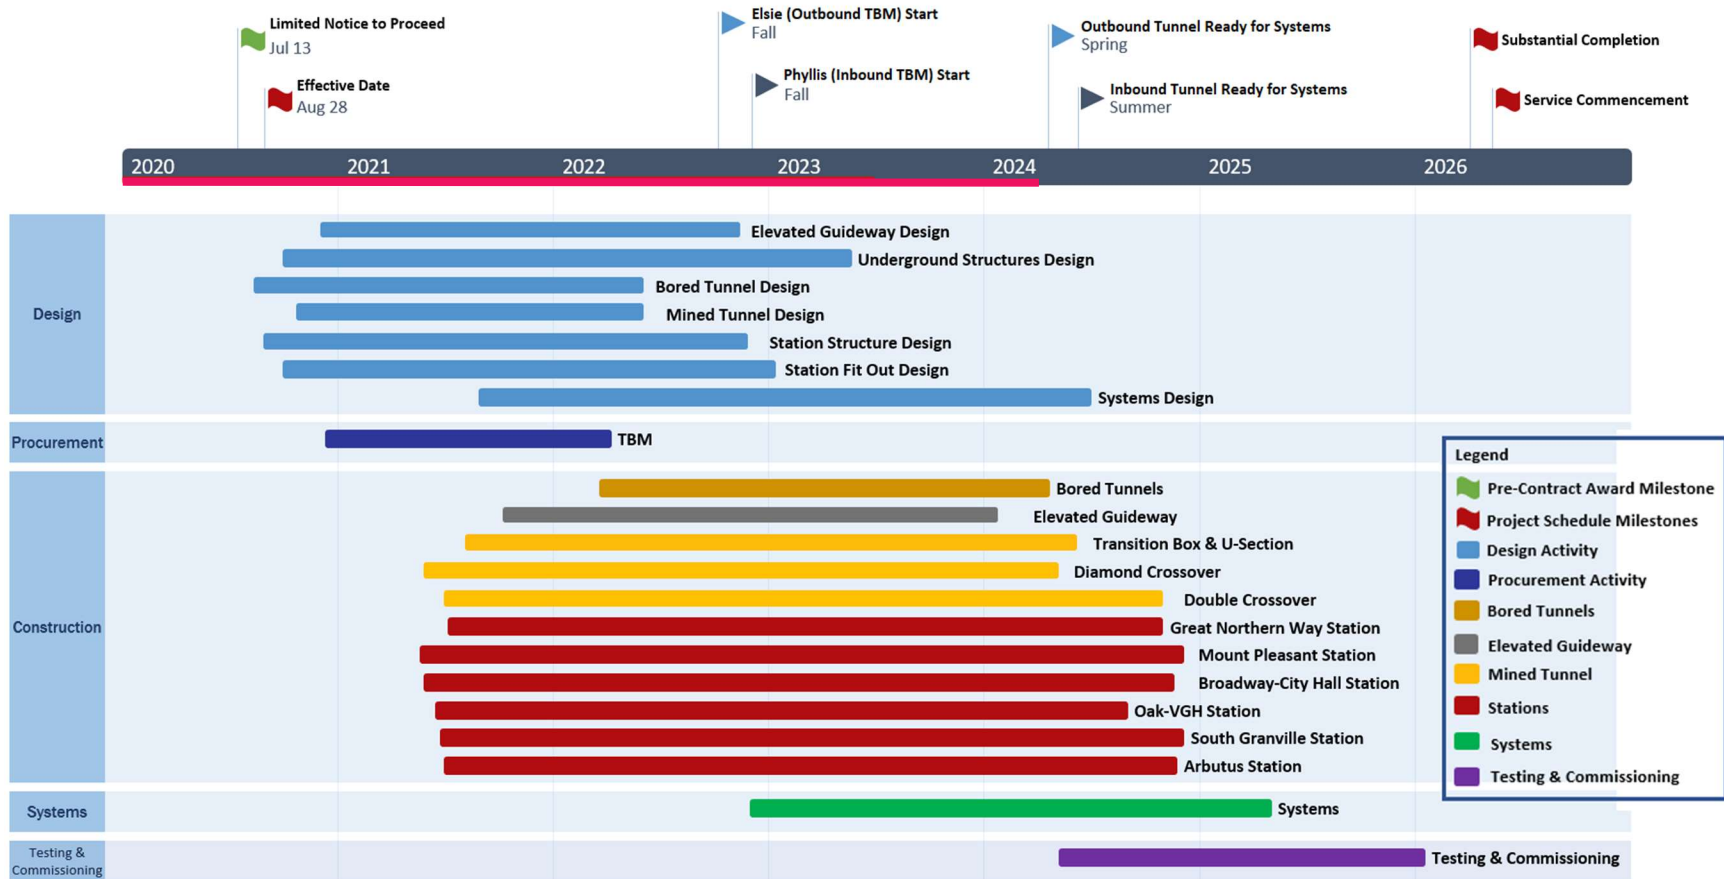 Limited Notice to Proceed
Jul 13
Effective Date
Aug 28
Elsie (Outbound TBM) Start
Fall
Phyllis (Inbound TBM) Start
Fall
Outbound Tunnel Ready for Systems
Spring
Inbound Tunnel Ready for Systems
Summer
Substantial Completion
Service Commencement
2020 2021 2022 2023 2024 2025 2026
Design
Elevated Guideway Design
Underground Structures Design
Bored Tunnel Design
Mined Tunnel Design
Station Structure Design
Station Fit Out Design
Systems Design
Procurement
TBM
Construction
Bored Tunnels
Elevated Guideway
Transition Box & U-Section
Diamond Crossover
Double Crossover
Great Northern Way Station
Mount Pleasant Station
Broadway-City Hall Station
Oak-VGH Station
South Granville Station
Arbutus Station
Systems
Systems
Testing &
Commissioning
Testing & Commissioning
Legend
Pre-Contract Award Milestone
Project Schedule Milestones
Design Activity
Procurement Activity
Bored Tunnels
Elevated Guideway
Mined Tunnel
Stations
Systems
Testing & Commissioning